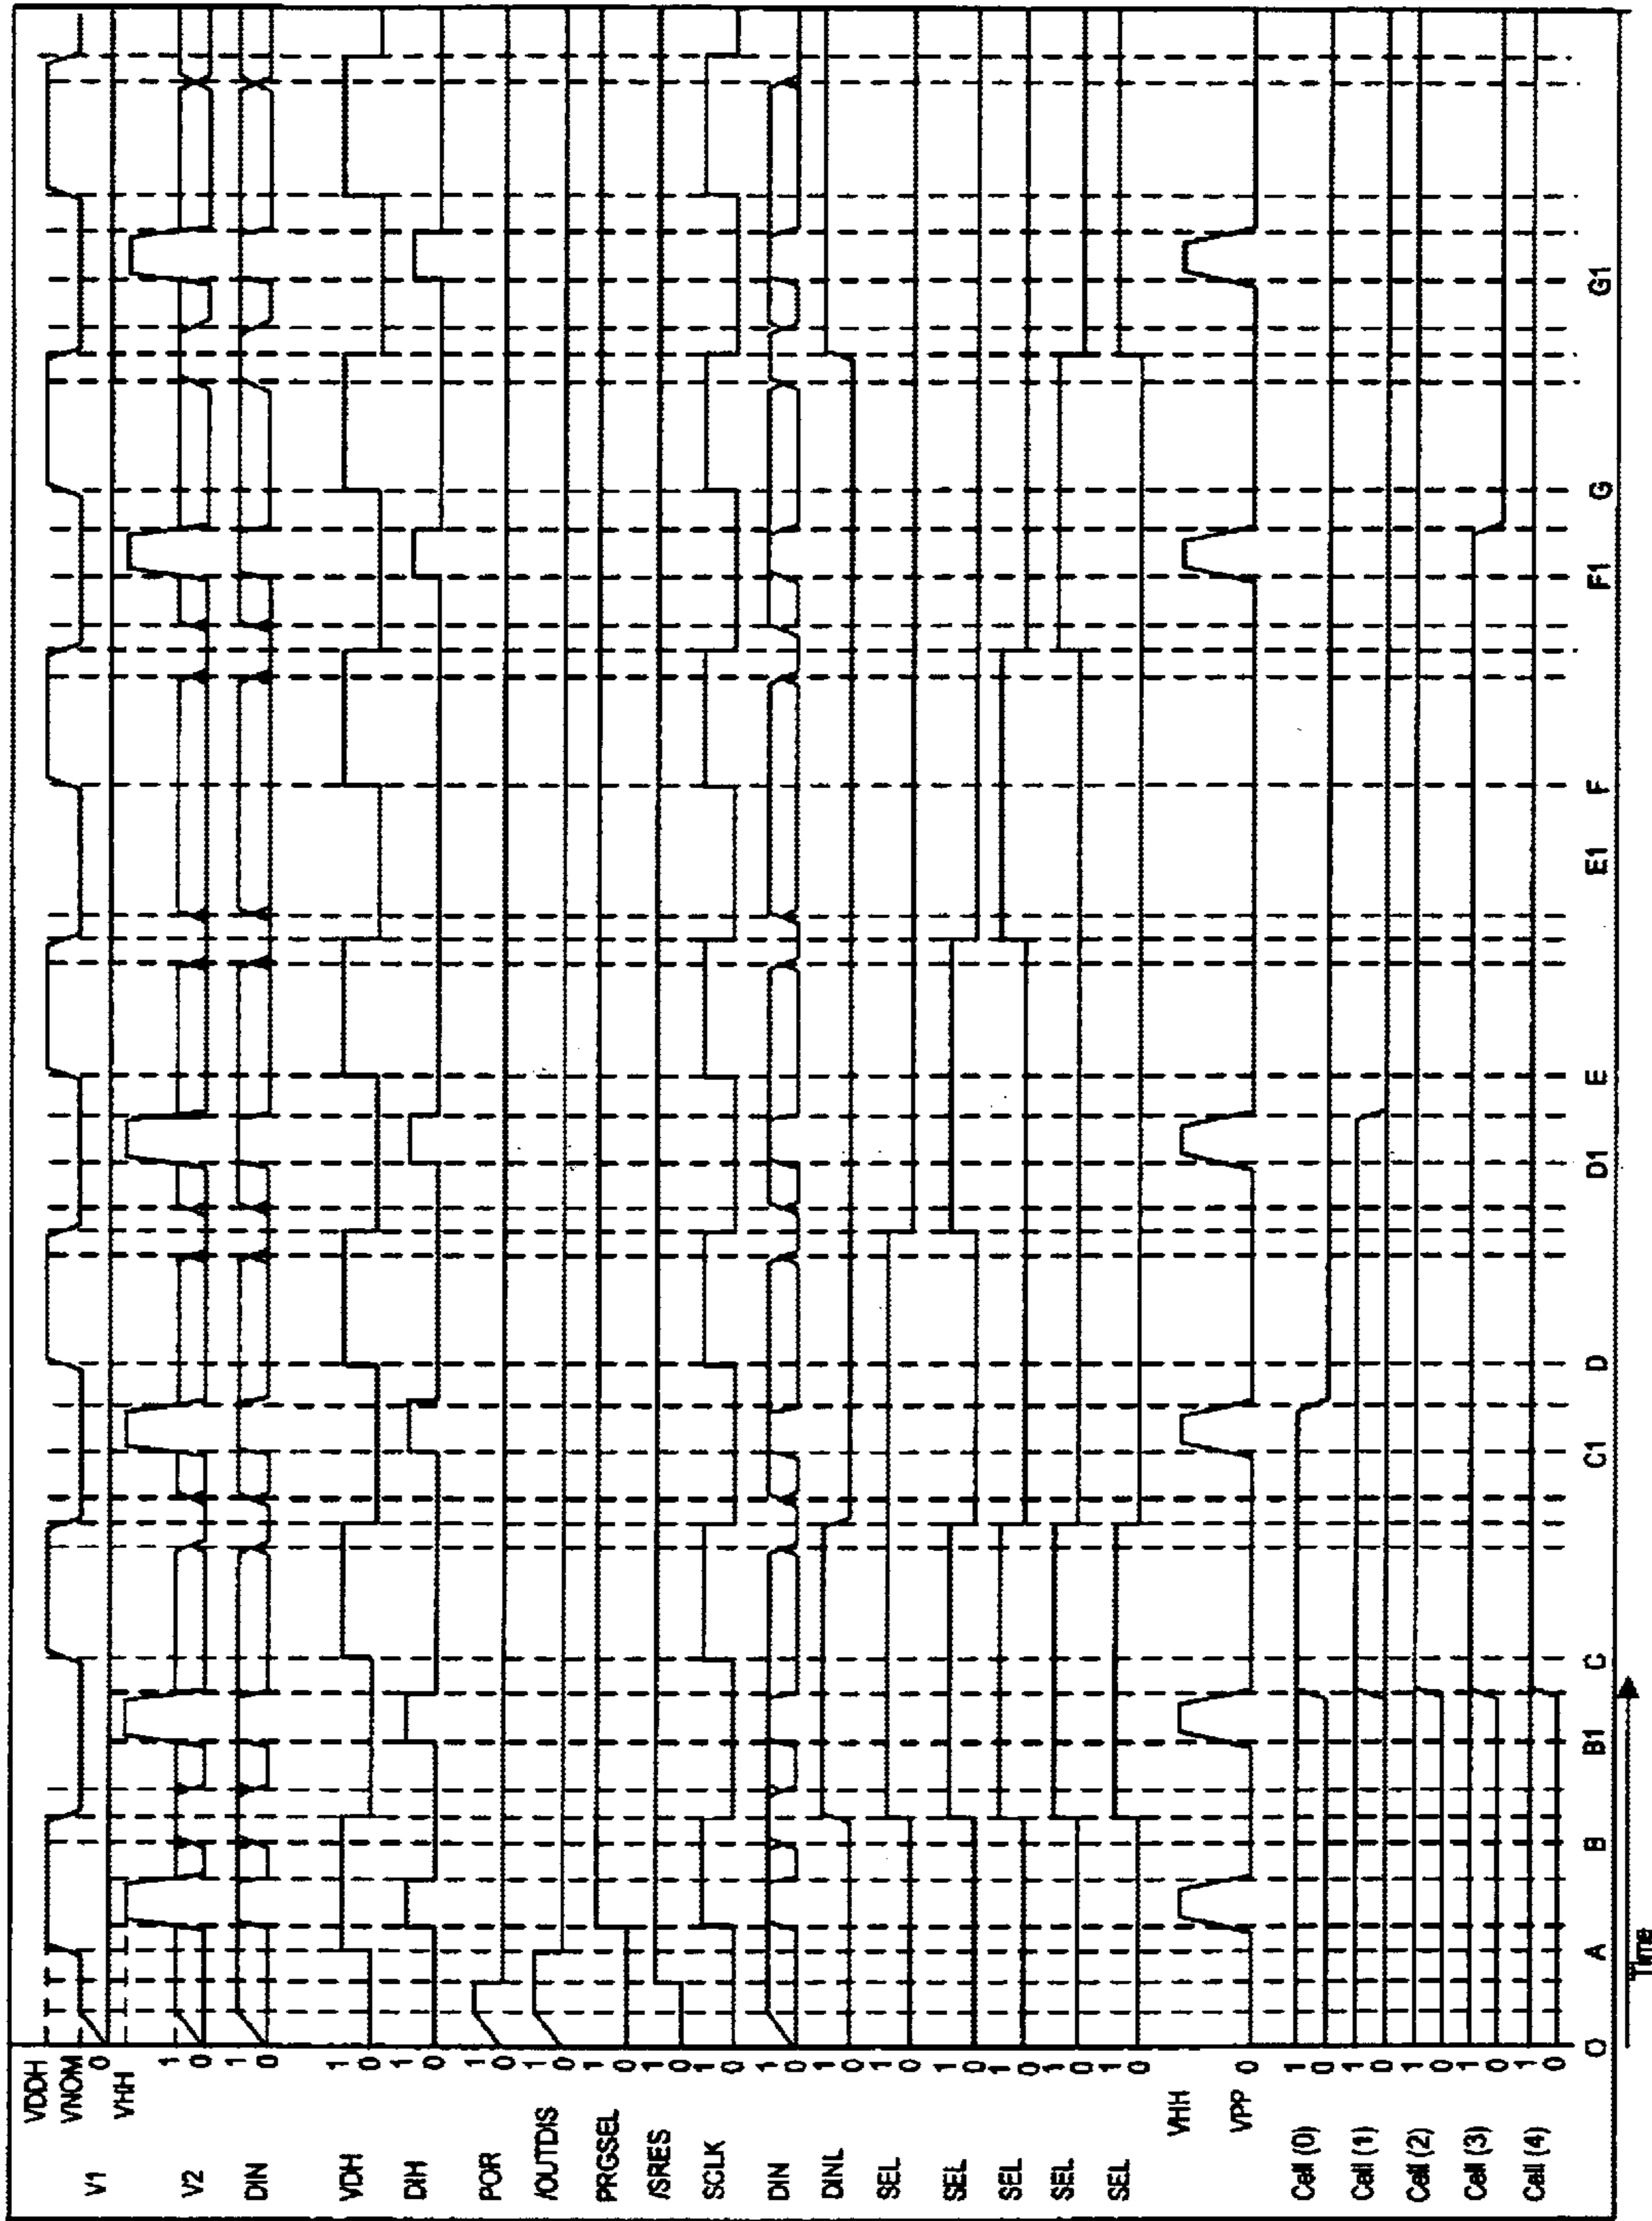 VDDH
VNOM
V1
0
VHH
V2
1
0
DIN
1
0
VDH
1
0
DIH
1
0
POR
1
0
/OUTDIS
1
0
PRGSEL
1
0
/SRES
1
0
SCLK
1
0
DIN
1
0
DINL
1
0
SEL
1
0
SEL
1
0
SEL
1
0
SEL
1
0
SEL
1
0
VHH
VPP
0
Cell (0)
1
0
Cell (1)
1
0
Cell (2)
1
0
Cell (3)
1
0
Cell (4)
1
0
O A B B1 C C1 D D1 E E1 F F1 G G1
Time